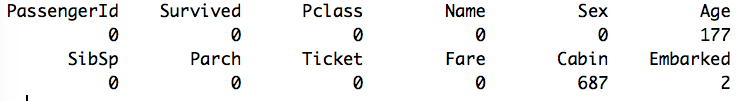 PassengerId Survived Pclass Name Sex Age
0 0 0 0 0 177
SibSp Parch Ticket Fare Cabin Embarked
0 0 0 0 687 2